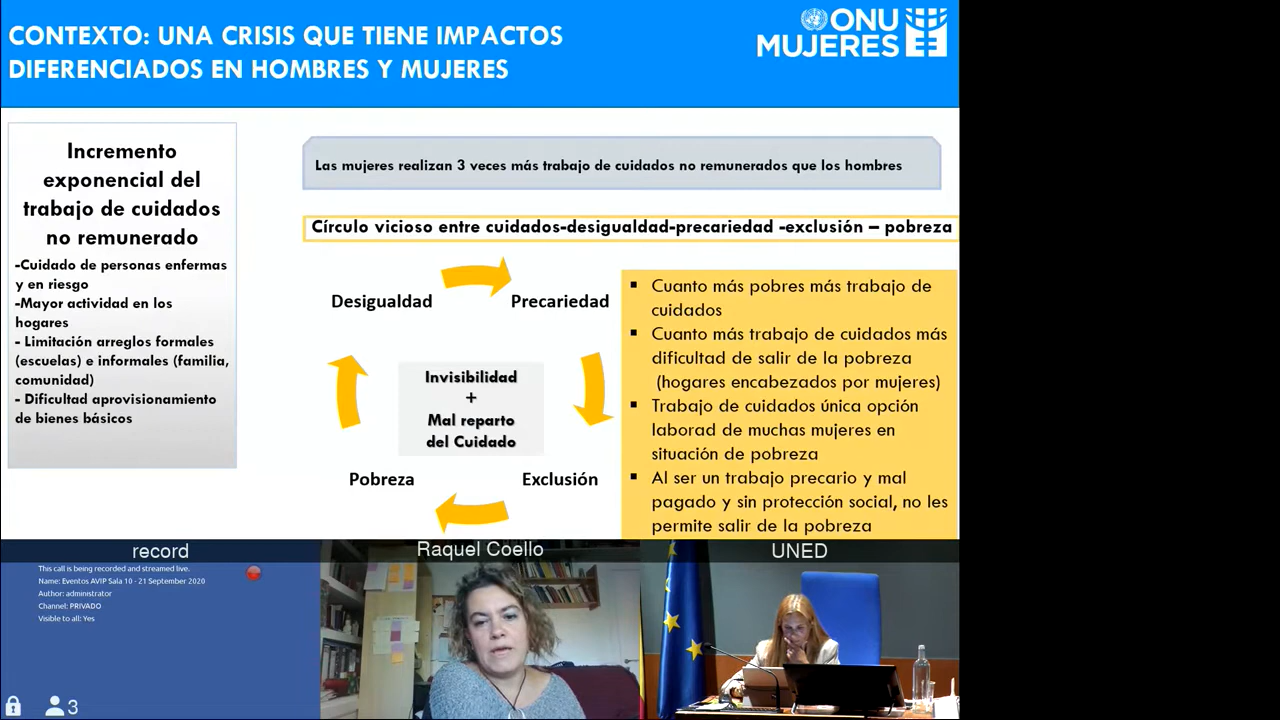 CONTEXTO: UNA CRISIS QUE TIENE IMPACTOS
DIFERENCIADOS EN HOMBRES Y MUJERES
ONU
MUJERES
Incremento
exponencial del
trabajo de cuidados
no remunerado
-Cuidado de personas enfermas
y en riesgo
-Mayor actividad en los
hogares
- Limitación arreglos formales
(escuelas) e informales (familia,
comunidad)
- Dificultad aprovisionamiento
de bienes básicos
Las mujeres realizan 3 veces más trabajo de cuidados no remunerados que los hombres
Círculo vicioso entre cuidados-desigualdad-precariedad -exclusión – pobreza
Desigualdad
Precariedad
Invisibilidad
+
Mal reparto
del Cuidado
Pobreza
Exclusión
▪ Cuanto más pobres más trabajo de
cuidados
▪ Cuanto más trabajo de cuidados más
dificultad de salir de la pobreza
(hogares encabezados por mujeres)
▪ Trabajo de cuidados única opción
laborad de muchas mujeres en
situación de pobreza
▪ Al ser un trabajo precario y mal
pagado y sin protección social, no les
permite salir de la pobreza
record
This call is being recorded and streamed live.
Name: Eventos AVIP Sala 10 - 21 September 2020
Author: administrator
Channel: PRIVADO
Visible to all: Yes
3
Raquel Coello
UNED